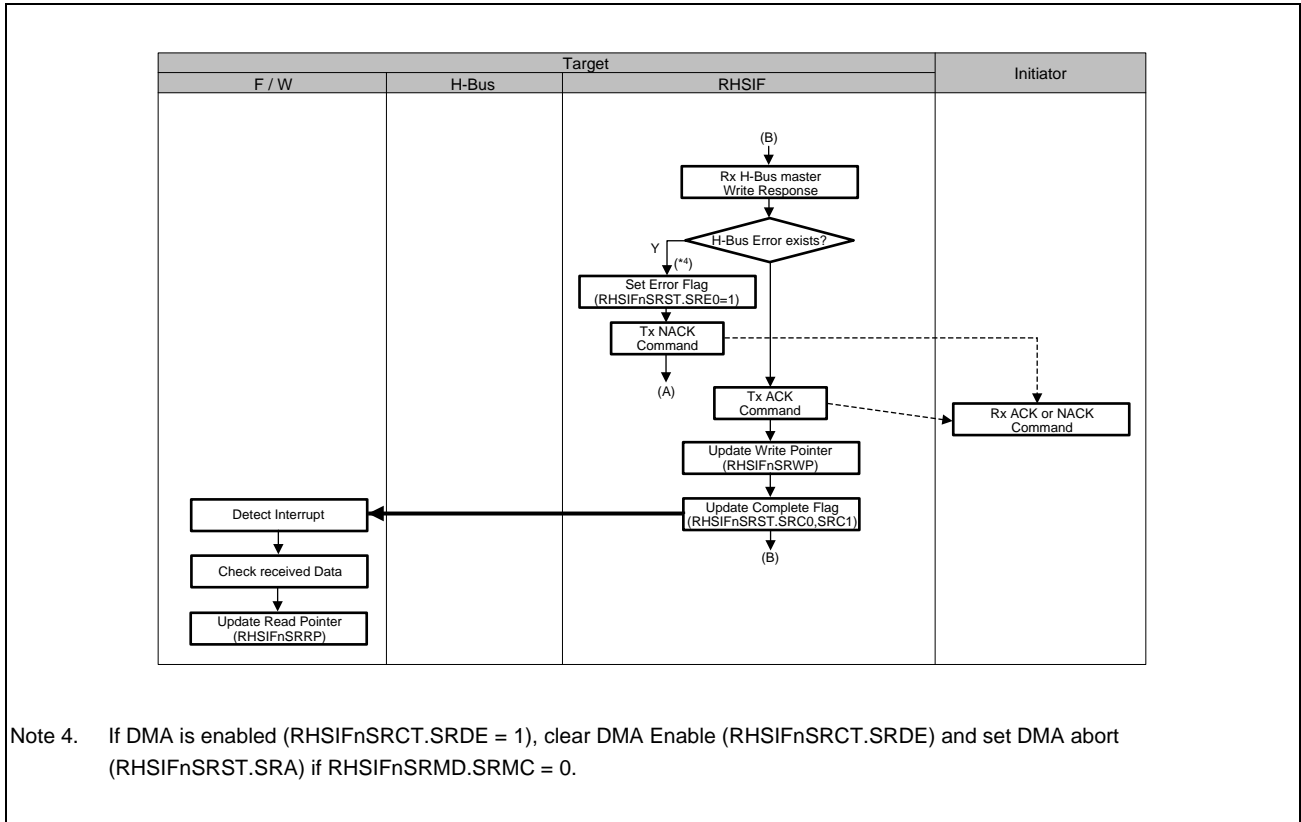 Target
Initiator
F / W
H-Bus
RHSIF
(B)
Rx H-Bus master
Write Response
H-Bus Error exists?
Y
(*4)
Set Error Flag
(RHSIFnSRST.SRE0=1)
Tx NACK
Command
(A)
Tx ACK
Command
Rx ACK or NACK
Command
Update Write Pointer
(RHSIFnSRWP)
Detect Interrupt
Update Complete Flag
(RHSIFnSRST.SRC0,SRC1)
(B)
Check received Data
Update Read Pointer
(RHSIFnSRRP)
Note 4. If DMA is enabled (RHSIFnSRCT.SRDE = 1), clear DMA Enable (RHSIFnSRCT.SRDE) and set DMA abort
(RHSIFnSRST.SRA) if RHSIFnSRMD.SRMC = 0.